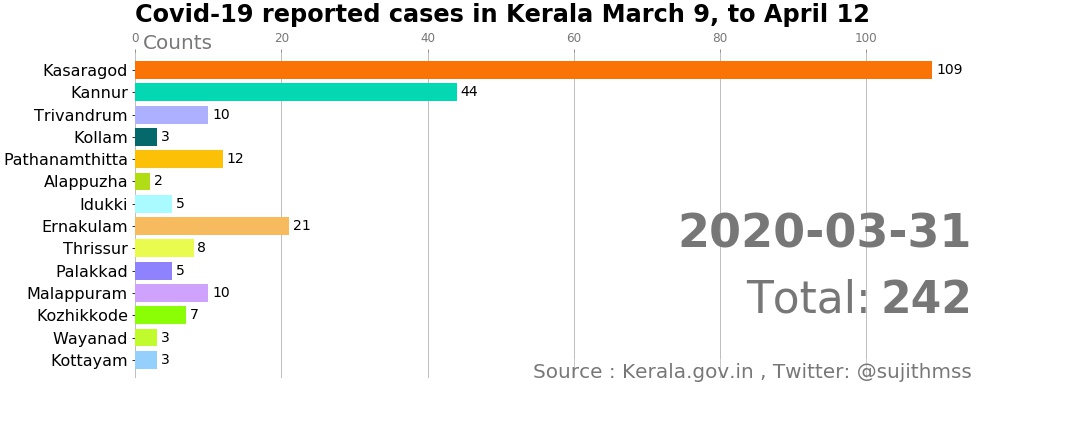 Covid-19 reported cases in Kerala March 9, to April 12
0 20 40 60 80 100
Counts
Kasaragod 109
Kannur 44
Trivandrum 10
Kollam 3
Pathanamthitta 12
Alappuzha 2
Idukki 5
Ernakulam 21
Thrissur 8
Palakkad 5
Malappuram 10
Kozhikkode 7
Wayanad 3
Kottayam 3
2020-03-31
Total: 242
Source : Kerala.gov.in , Twitter: @sujithmss